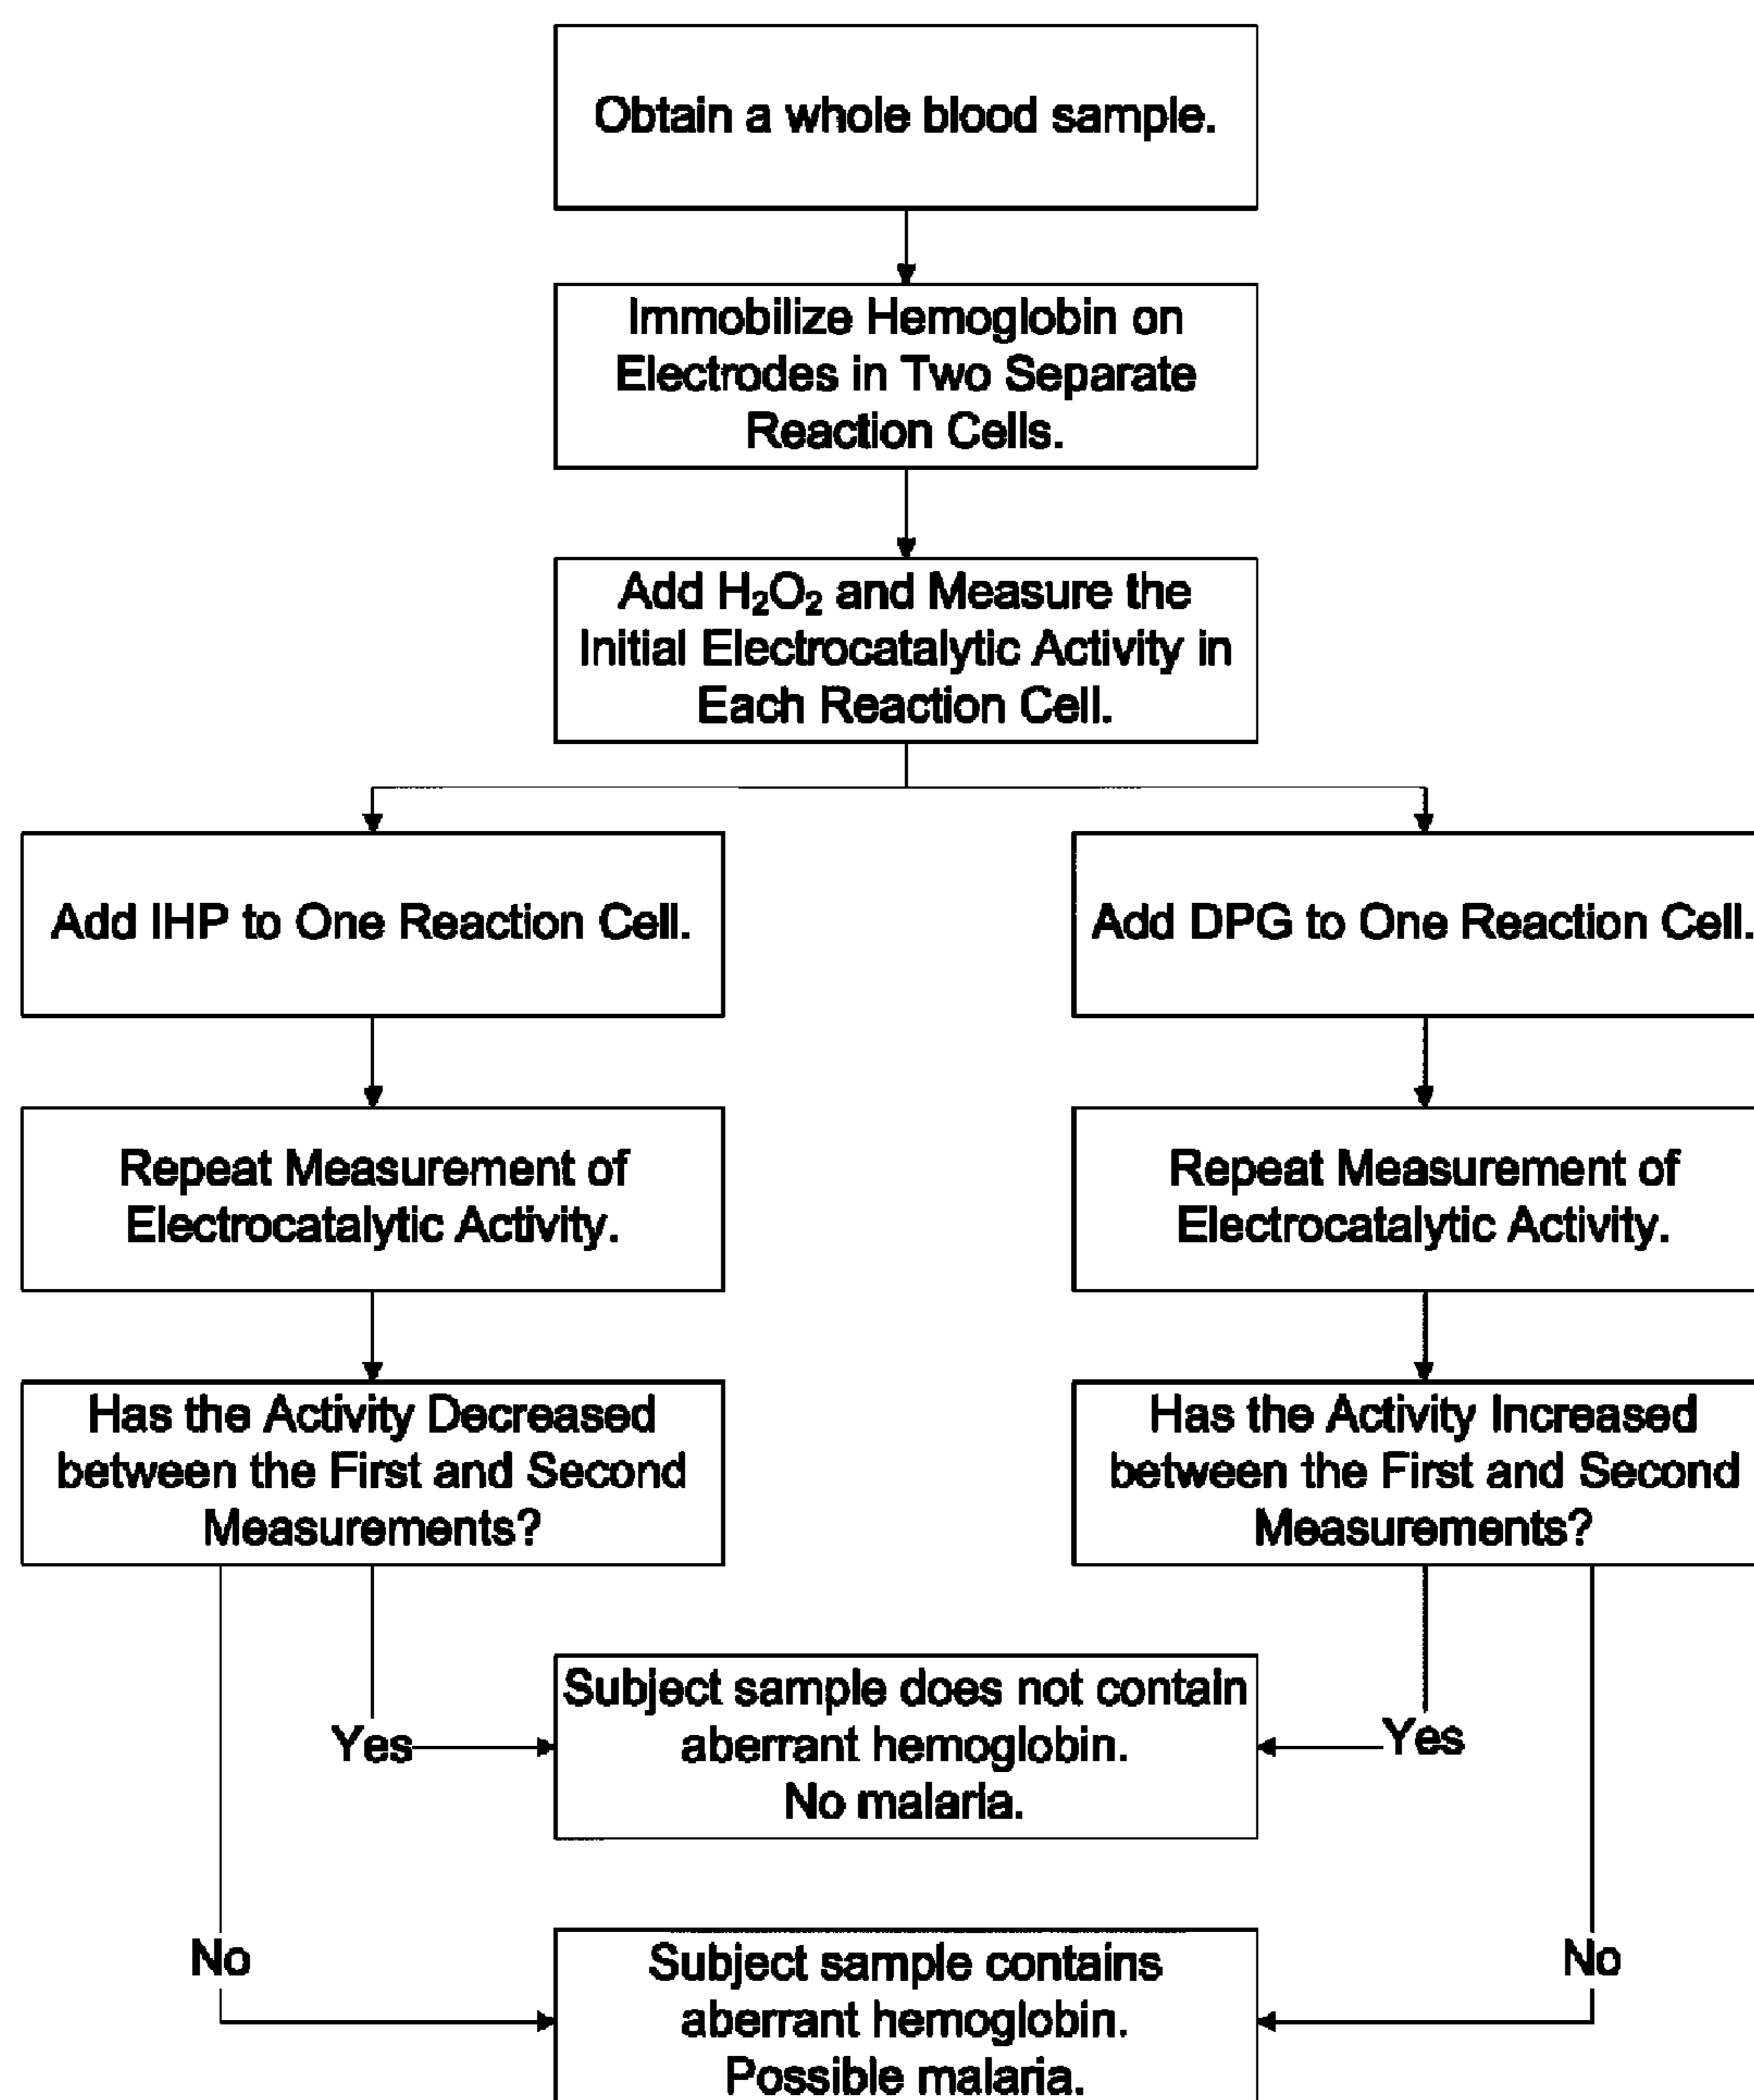 Obtain a whole blood sample.
Immobilize Hemoglobin on
Electrodes in Two Separate
Reaction Cells.
Add H₂O₂ and Measure the
Initial Electrocatalytic Activity in
Each Reaction Cell.
Add IHP to One Reaction Cell.
Add DPG to One Reaction Cell.
Repeat Measurement of
Electrocatalytic Activity.
Repeat Measurement of
Electrocatalytic Activity.
Has the Activity Decreased
between the First and Second
Measurements?
Has the Activity Increased
between the First and Second
Measurements?
Yes
Subject sample does not contain
aberrant hemoglobin.
No malaria.
Yes
No
Subject sample contains
aberrant hemoglobin.
Possible malaria.
No